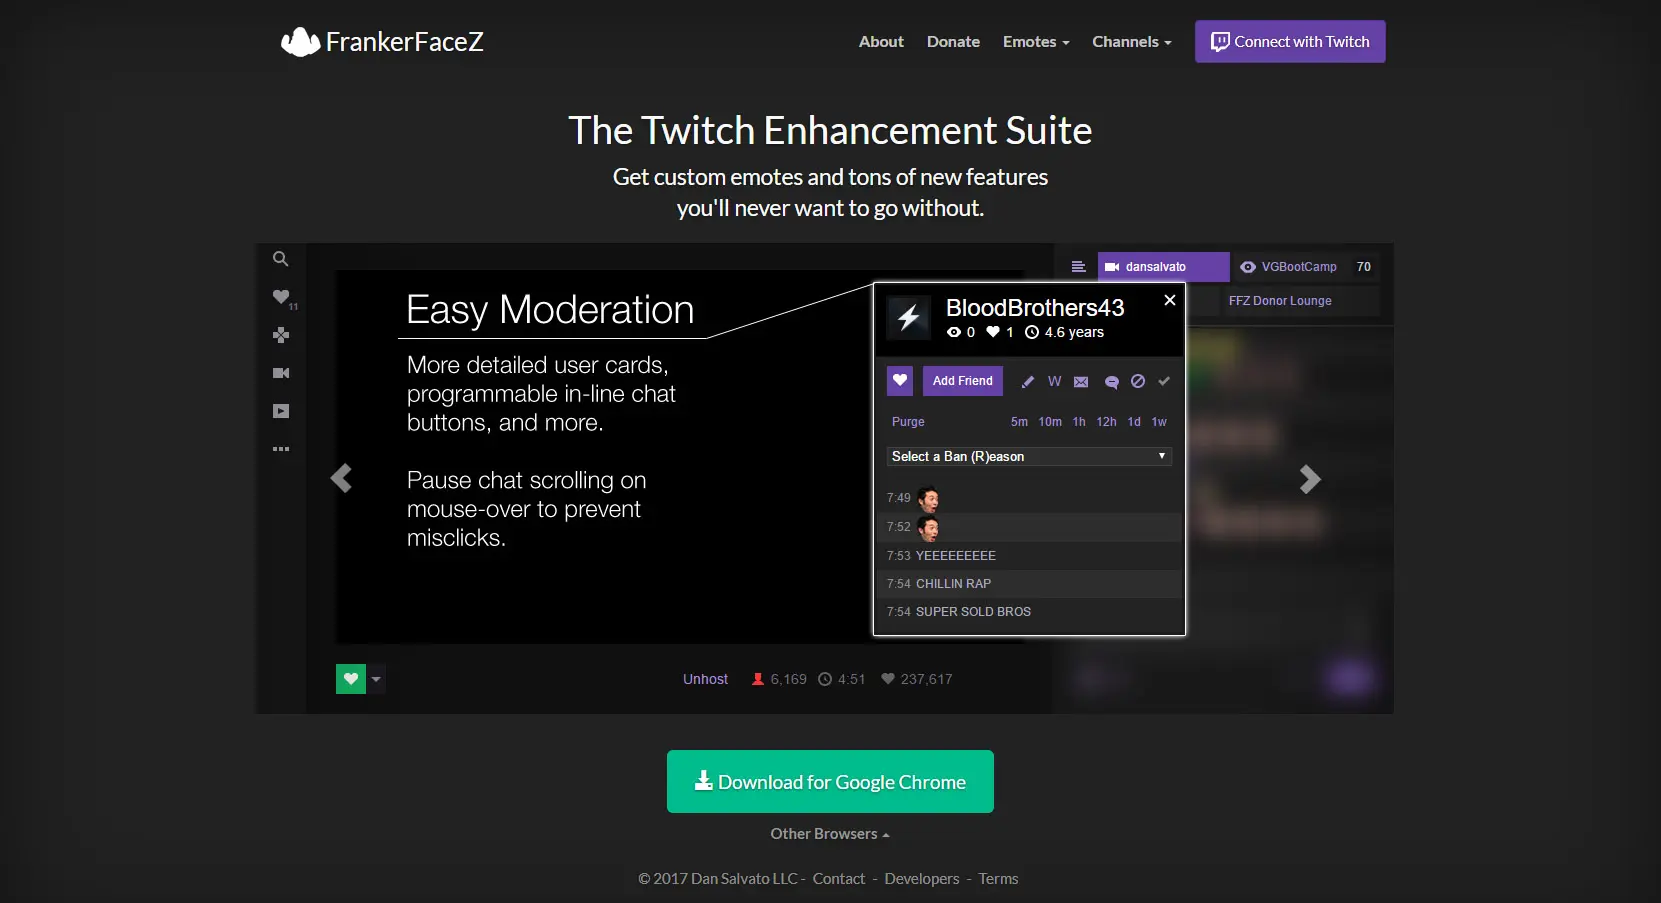 FrankerFaceZ
About
Donate
Emotes
Channels
Connect with Twitch
The Twitch Enhancement Suite
Get custom emotes and tons of new features
you'll never want to go without.
11
Easy Moderation
More detailed user cards,
programmable in-line chat
buttons, and more.
Pause chat scrolling on
mouse-over to prevent
misclicks.
dansalvato
VGBootCamp 70
FFZ Donor Lounge
BloodBrothers43
0 1 4.6 years
Add Friend
W
Purge 5m 10m 1h 12h 1d 1w
Select a Ban (R)eason
7:49
7:52
7:53 YEEEEEEEEE
7:54 CHILLIN RAP
7:54 SUPER SOLD BROS
Unhost 6,169 4:51 237,617
Download for Google Chrome
Other Browsers
© 2017 Dan Salvato LLC - Contact - Developers - Terms